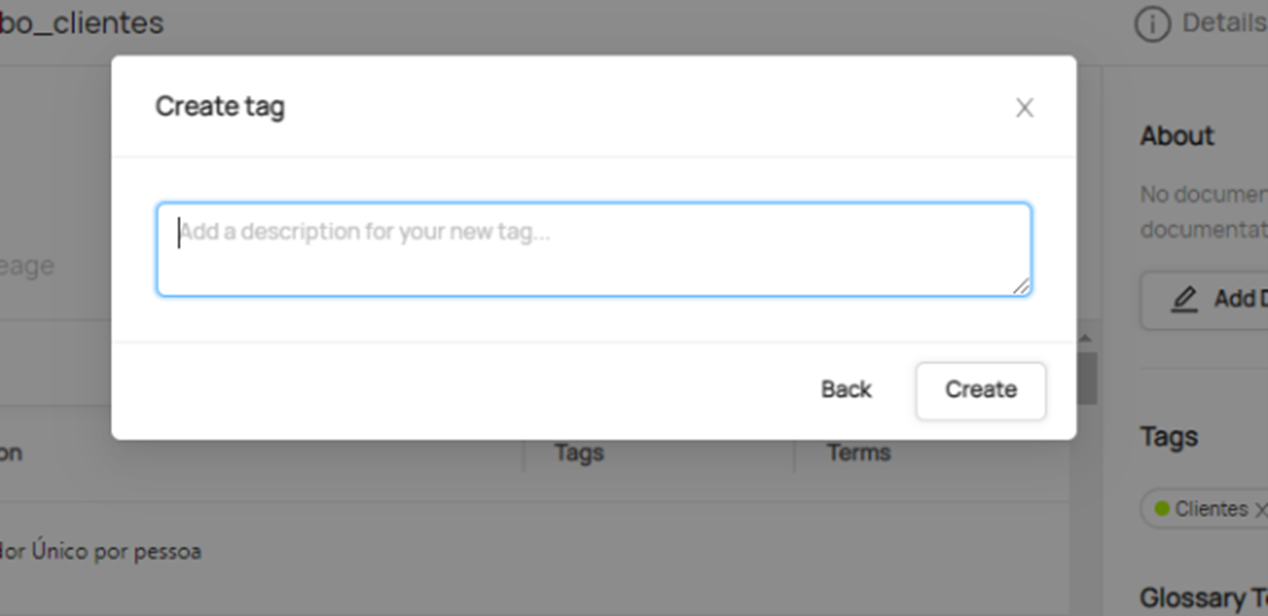 bo_clientes
Details
Create tag
About
Add a description for your new tag...
No documen
documentat
eage
Add D
Back
Create
on
Tags
Terms
Tags
Clientes
dor Único por pessoa
Glossary Te